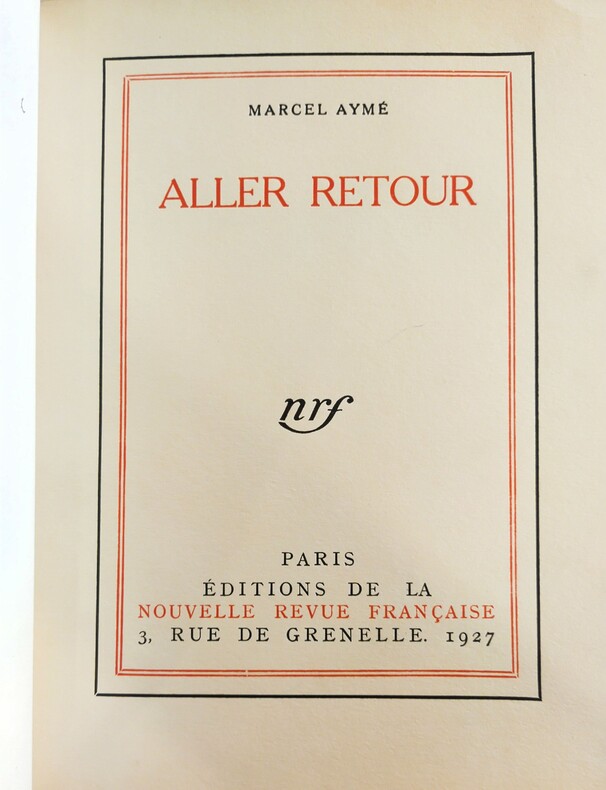 MARCEL AYMÉ
ALLER RETOUR
nrf
PARIS
ÉDITIONS DE LA
NOUVELLE REVUE FRANÇAISE
3, RUE DE GRENELLE. 1927